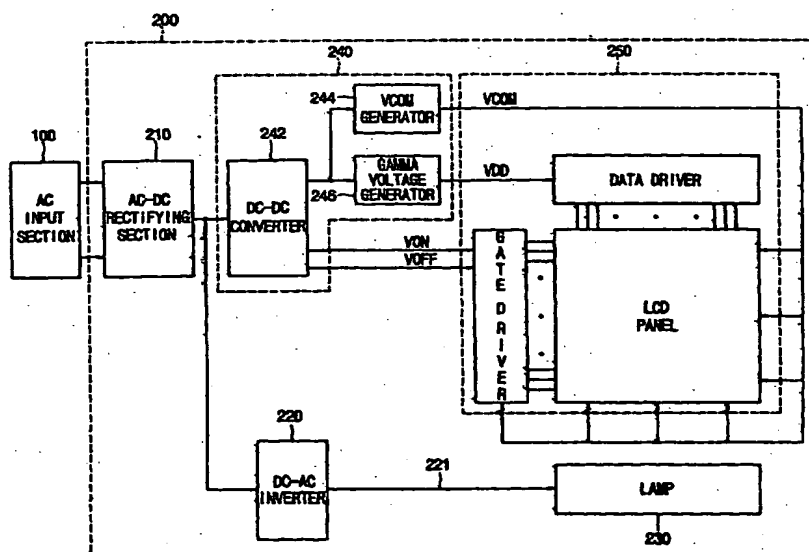 200
240
250
244
VCOM
GENERATOR
VCOM
100
210
242
AC
INPUT
SECTION
AC-DC
RECTIFYING
SECTION
DC-DC
CONVERTER
246
GAMMA
VOLTAGE
GENERATOR
VDD
DATA DRIVER
VON
VOFF
GATE DRIVER
LCD
PANEL
220
DC-AC
INVERTER
221
LAMP
230